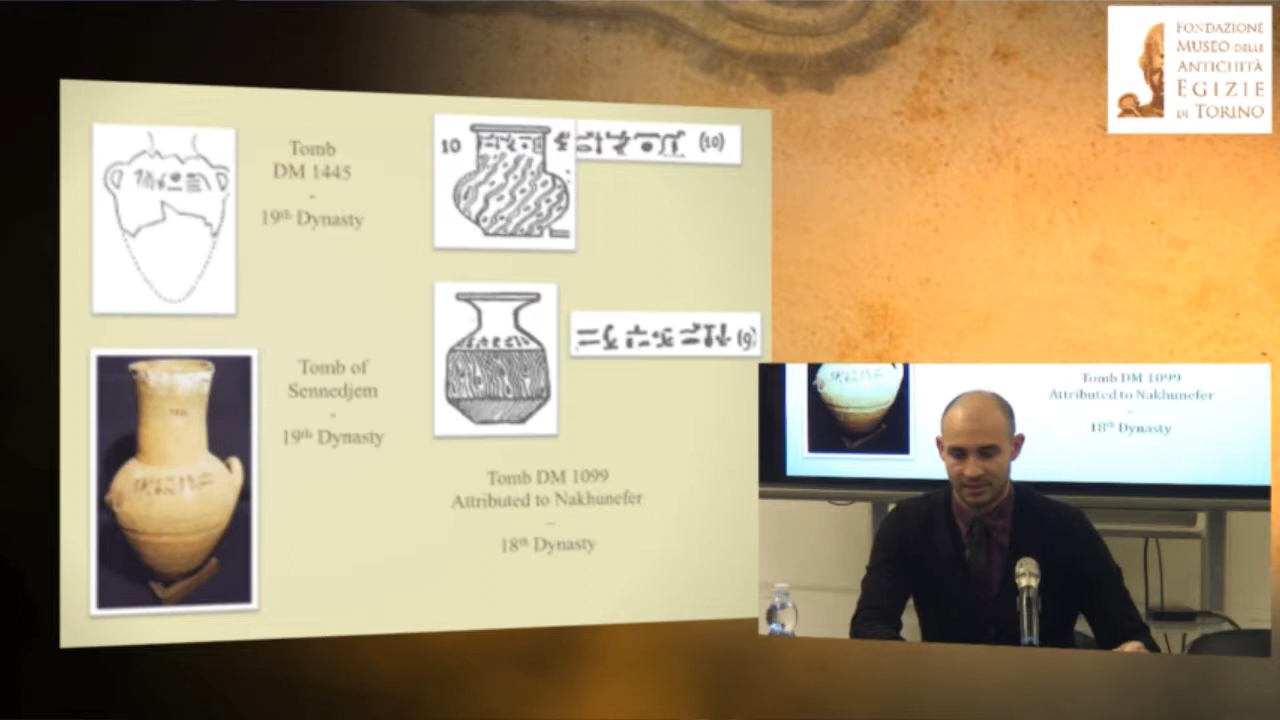 FONDAZIONE
MUSEO DELLE
ANTICHITÀ
EGIZIE
DI TORINO
Tomb
DM 1445
-
19th Dynasty
10
(10)
(9)
Tomb of
Sennedjem
-
19th Dynasty
Tomb DM 1099
Attributed to Nakhunefer
–
18th Dynasty
Tomb DM 1099
Attributed to Nakhunefer
–
18th Dynasty